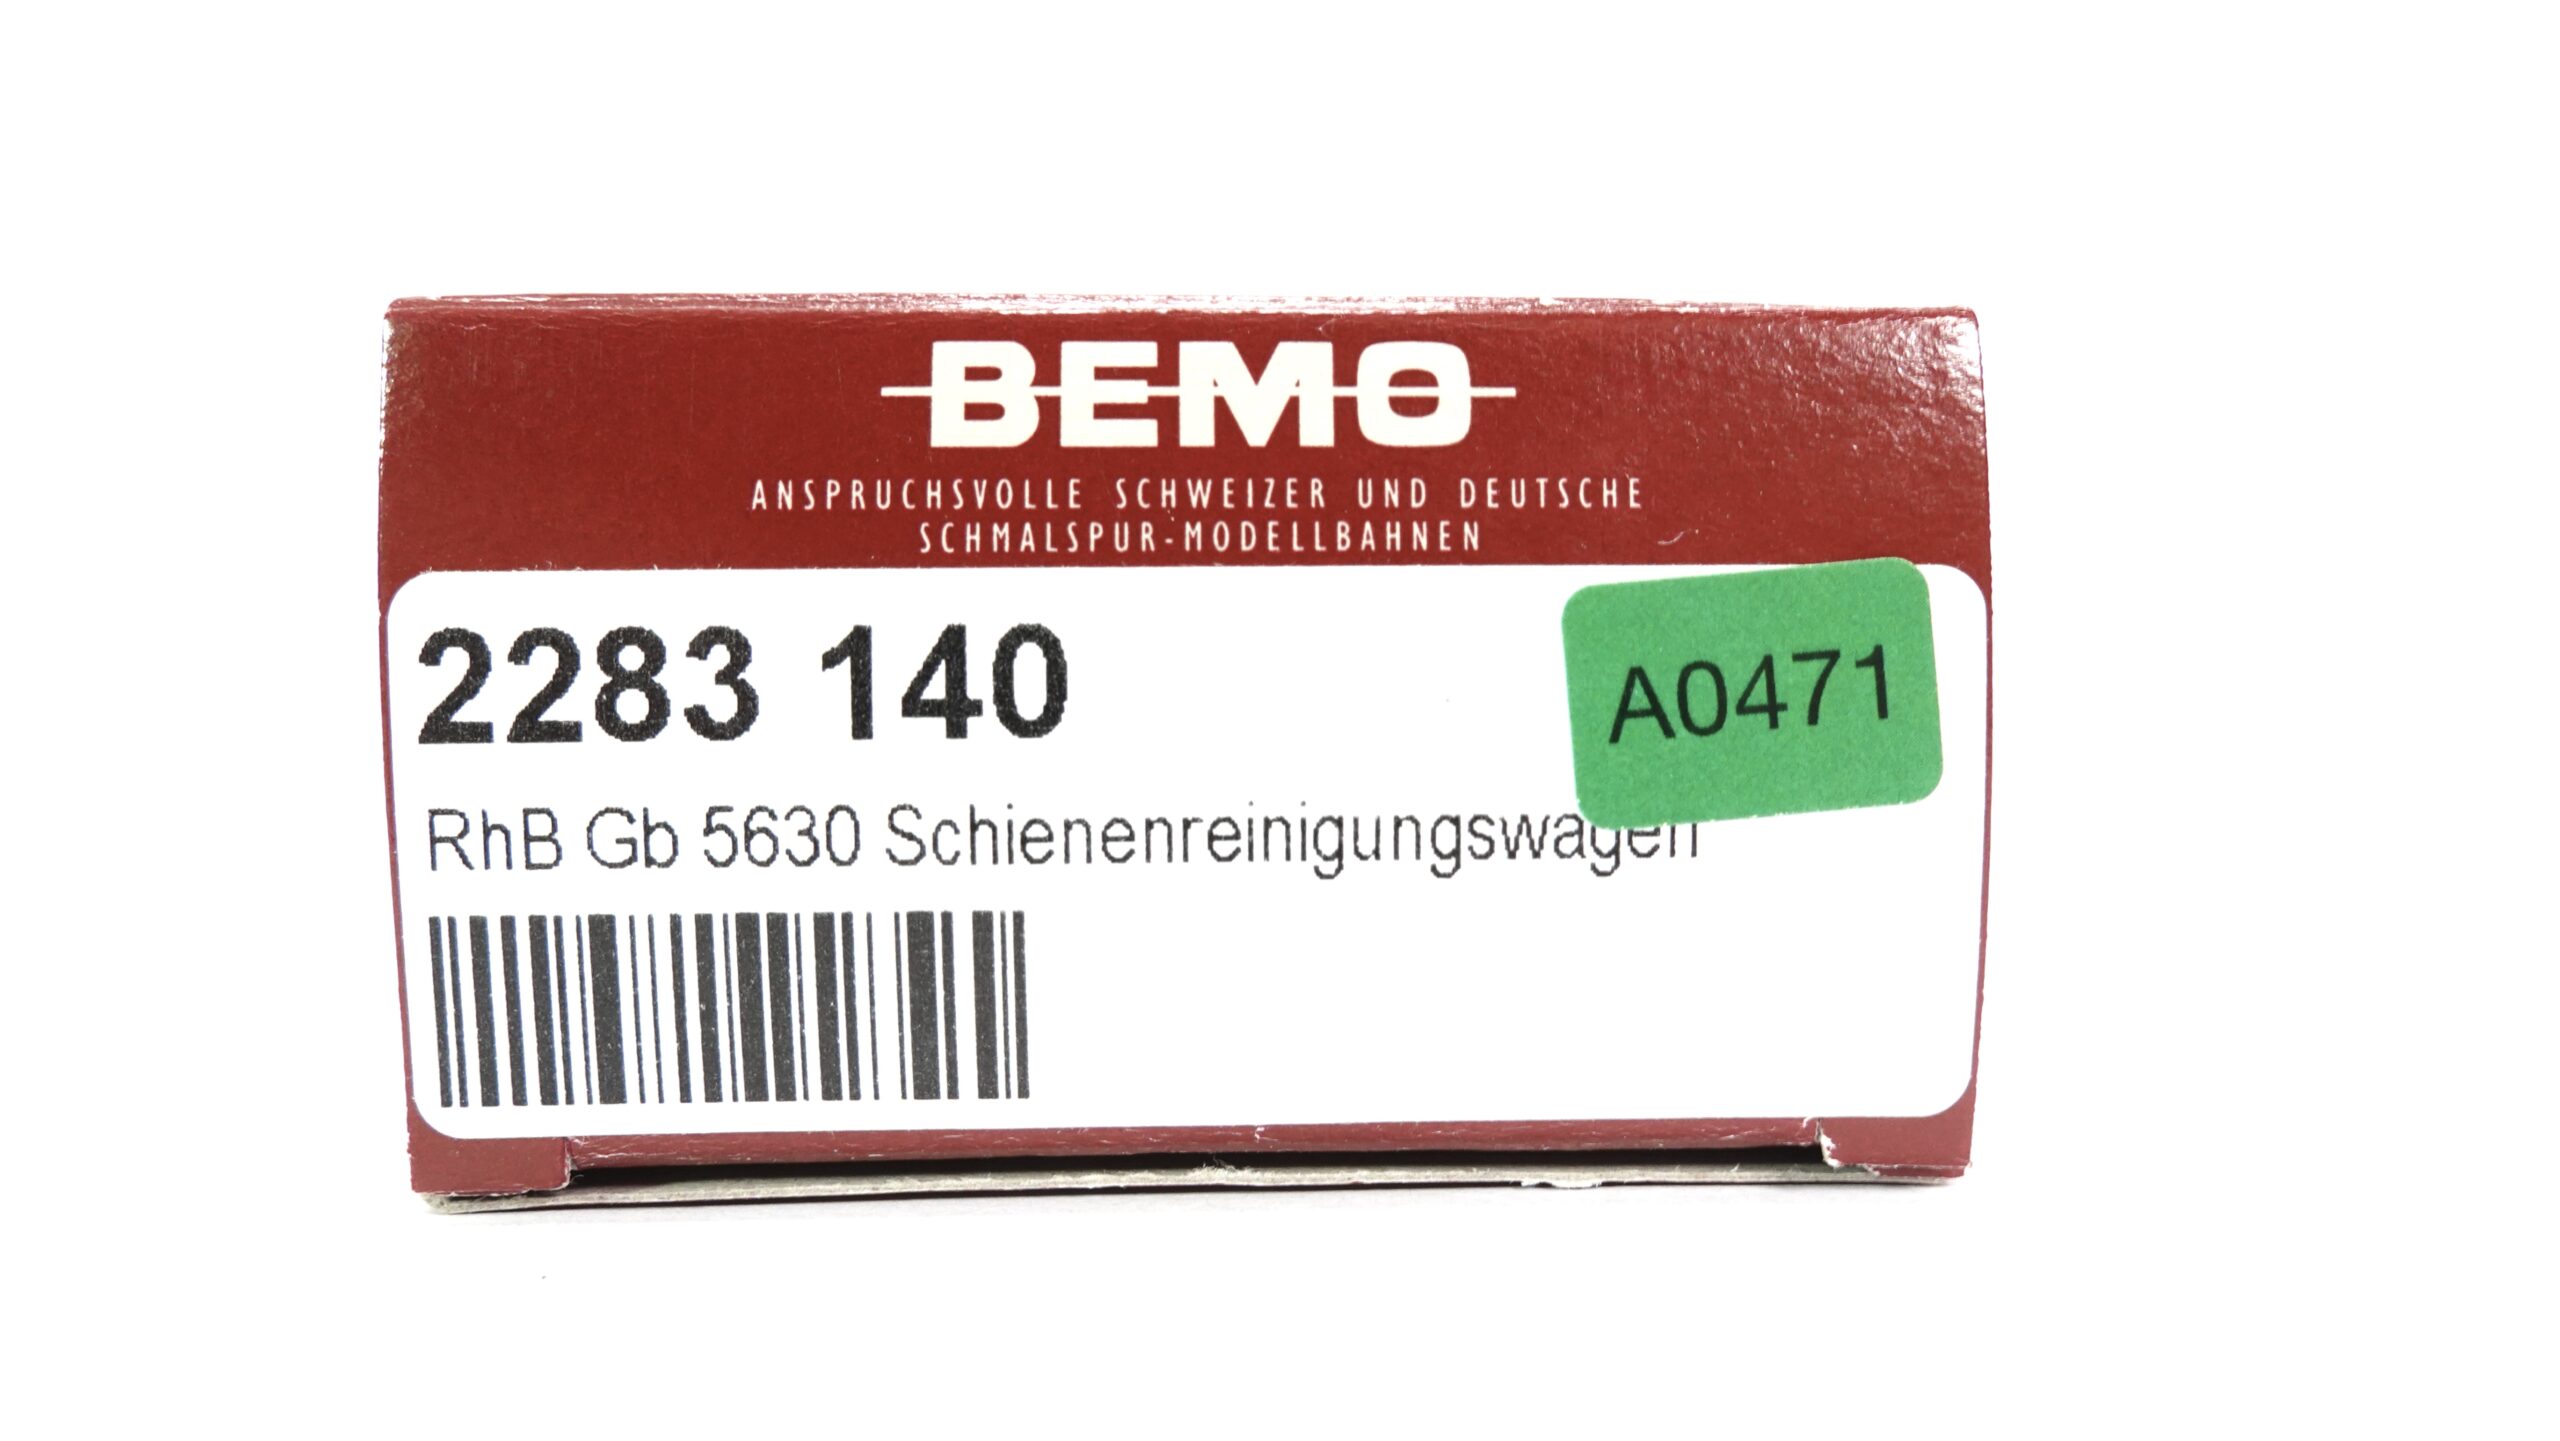 BEMO
ANSPRUCHSVOLLE SCHWEIZER UND DEUTSCHE
SCHMALSPUR-MODELLBAHNEN
2283 140
A0471
RhB Gb 5630 Schienenreinigungswagen